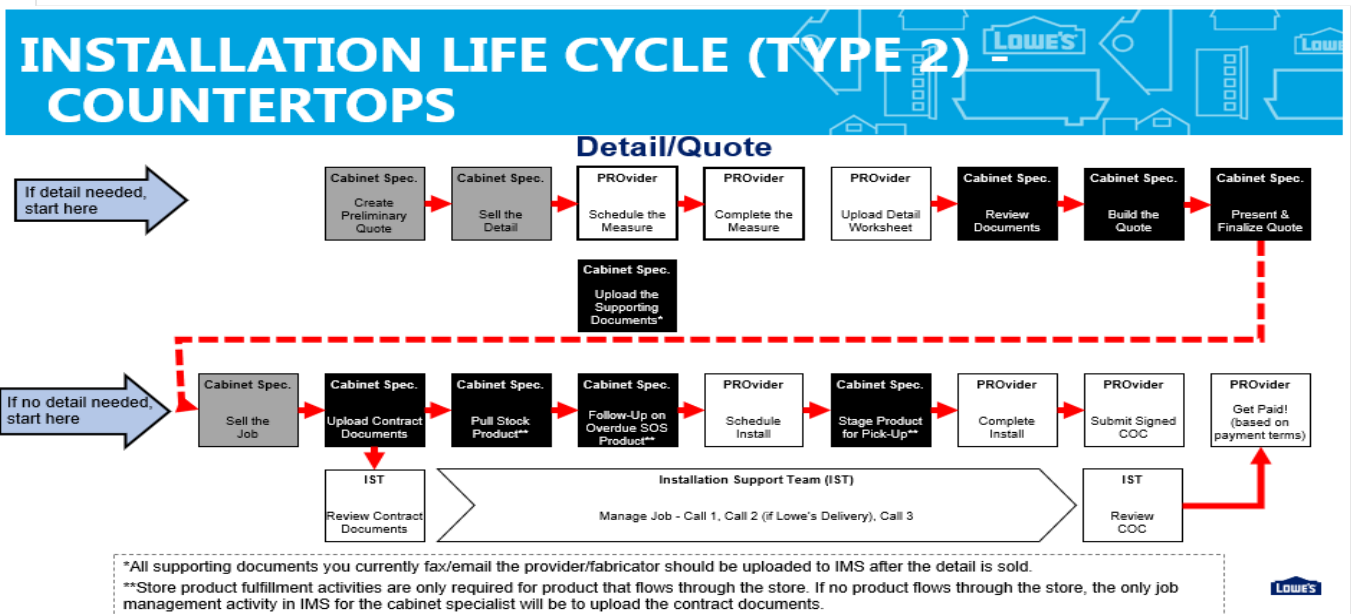 INSTALLATION LIFE CYCLE (TYPE 2) -
COUNTERTOPS
LOWE'S
LOWE'S
Detail/Quote
If detail needed,
start here
Cabinet Spec.
Create
Preliminary
Quote
Cabinet Spec.
Sell the
Detail
PROvider
Schedule the
Measure
PROvider
Complete the
Measure
PROvider
Upload Detail
Worksheet
Cabinet Spec.
Review
Documents
Cabinet Spec.
Build the
Quote
Cabinet Spec.
Present &
Finalize Quote
Cabinet Spec.
Upload the
Supporting
Documents*
If no detail needed,
start here
Cabinet Spec.
Sell the
Job
Cabinet Spec.
Upload Contract
Documents
Cabinet Spec.
Pull Stock
Product**
Cabinet Spec.
Follow-Up on
Overdue SOS
Product**
PROvider
Schedule
Install
Cabinet Spec.
Stage Product
for Pick-Up**
PROvider
Complete
Install
PROvider
Submit Signed
COC
PROvider
Get Paid!
(based on
payment terms)
IST
Review Contract
Documents
Installation Support Team (IST)
Manage Job - Call 1, Call 2 (if Lowe's Delivery), Call 3
IST
Review
COC
*All supporting documents you currently fax/email the provider/fabricator should be uploaded to IMS after the detail is sold.
**Store product fulfillment activities are only required for product that flows through the store. If no product flows through the store, the only job
management activity in IMS for the cabinet specialist will be to upload the contract documents.
LOWE'S